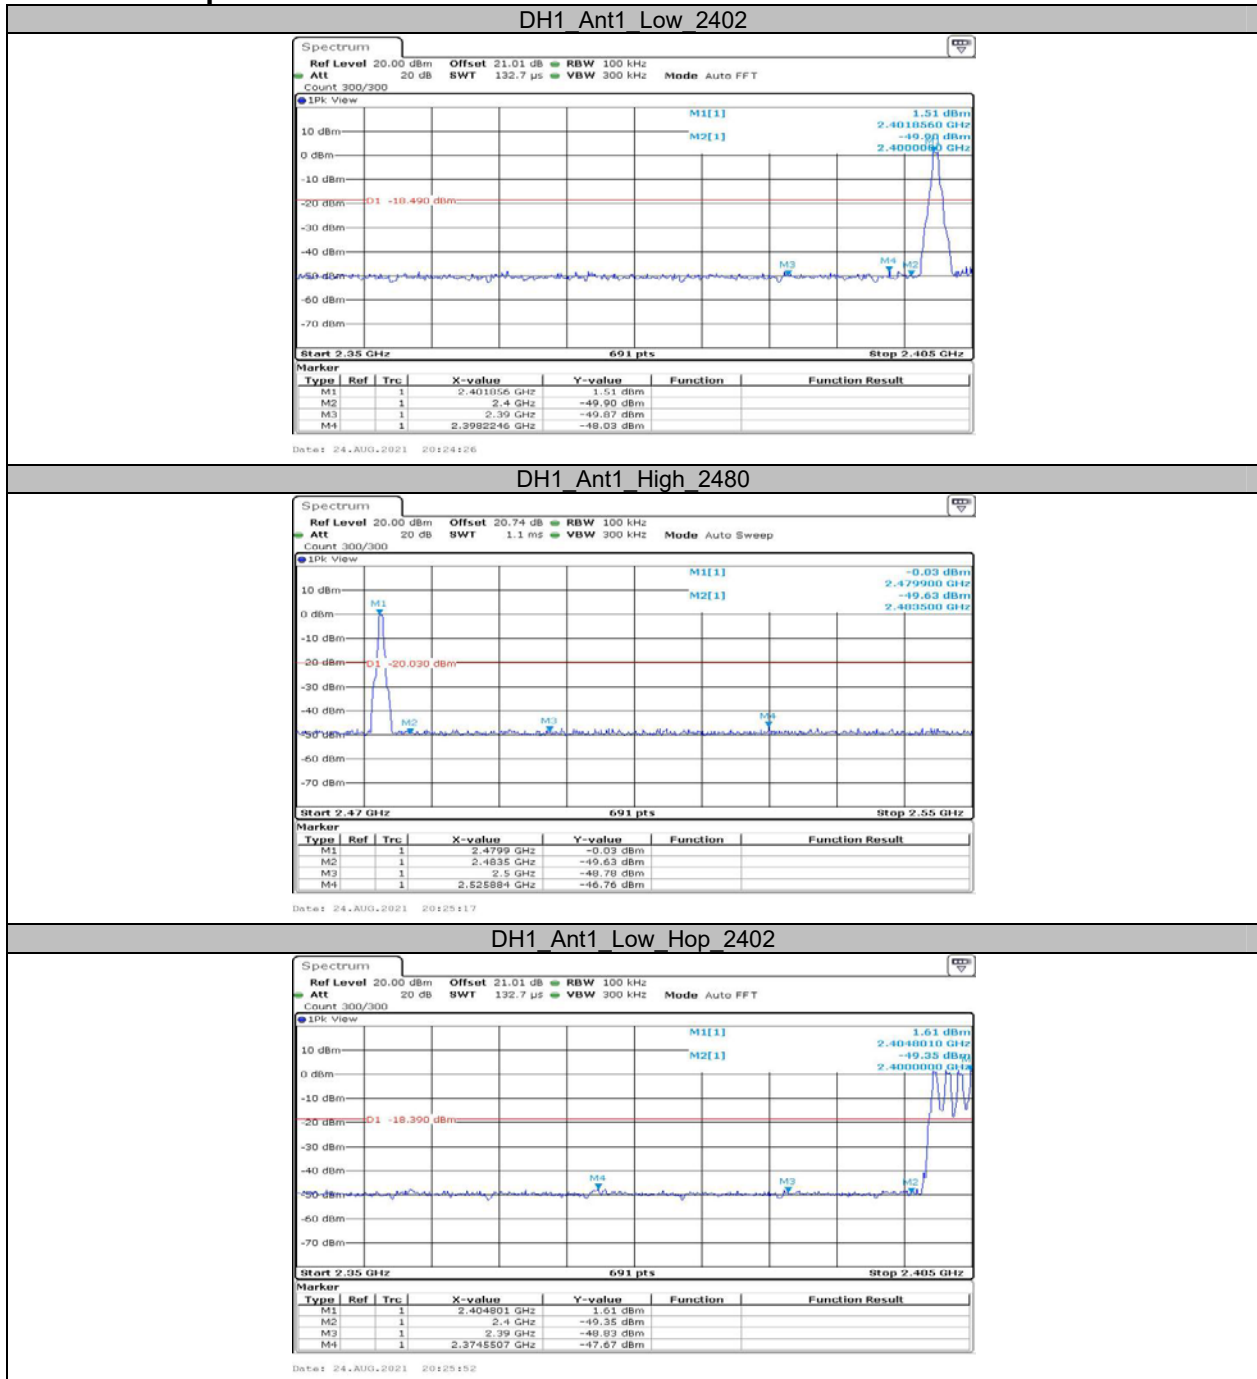 DH1_Ant1_Low_2402
Spectrum
Ref Level 20.00 dBm Offset 21.01 dB RBW 100 kHz
Att 20 dB SWT 132.7 µs VBW 300 kHz Mode Auto FFT
Count 300/300
1Pk View
M1[1] 1.51 dBm
2.4018560 GHz
M2[1] -49.90 dBm
2.4000000 GHz
10 dBm
0 dBm
-10 dBm
-20 dBm
D1 -18.490 dBm
-30 dBm
-40 dBm
-50 dBm
-60 dBm
-70 dBm
M3 M4 M2
Start 2.35 GHz 691 pts Stop 2.405 GHz
Marker
Type Ref Trc X-value Y-value Function Function Result
M1 1 2.401856 GHz 1.51 dBm
M2 1 2.4 GHz -49.90 dBm
M3 1 2.39 GHz -49.87 dBm
M4 1 2.3982246 GHz -48.03 dBm
Date: 24.AUG.2021 20:24:26
DH1_Ant1_High_2480
Spectrum
Ref Level 20.00 dBm Offset 20.74 dB RBW 100 kHz
Att 20 dB SWT 1.1 ms VBW 300 kHz Mode Auto Sweep
Count 300/300
1Pk View
M1[1] -0.03 dBm
2.479900 GHz
M2[1] -49.63 dBm
2.483500 GHz
10 dBm
M1
0 dBm
-10 dBm
-20 dBm
D1 -20.030 dBm
-30 dBm
-40 dBm
M2 M3 M4
-50 dBm
-60 dBm
-70 dBm
Start 2.47 GHz 691 pts Stop 2.55 GHz
Marker
Type Ref Trc X-value Y-value Function Function Result
M1 1 2.4799 GHz -0.03 dBm
M2 1 2.4835 GHz -49.63 dBm
M3 1 2.5 GHz -48.78 dBm
M4 1 2.525884 GHz -46.76 dBm
Date: 24.AUG.2021 20:25:17
DH1_Ant1_Low_Hop_2402
Spectrum
Ref Level 20.00 dBm Offset 21.01 dB RBW 100 kHz
Att 20 dB SWT 132.7 µs VBW 300 kHz Mode Auto FFT
Count 300/300
1Pk View
M1[1] 1.61 dBm
2.4048010 GHz
M2[1] -49.35 dBm
2.4000000 GHz
10 dBm
0 dBm
-10 dBm
-20 dBm
D1 -18.390 dBm
-30 dBm
-40 dBm
M4 M3 M2
-50 dBm
-60 dBm
-70 dBm
Start 2.35 GHz 691 pts Stop 2.405 GHz
Marker
Type Ref Trc X-value Y-value Function Function Result
M1 1 2.404801 GHz 1.61 dBm
M2 1 2.4 GHz -49.35 dBm
M3 1 2.39 GHz -48.83 dBm
M4 1 2.3745507 GHz -47.67 dBm
Date: 24.AUG.2021 20:25:52